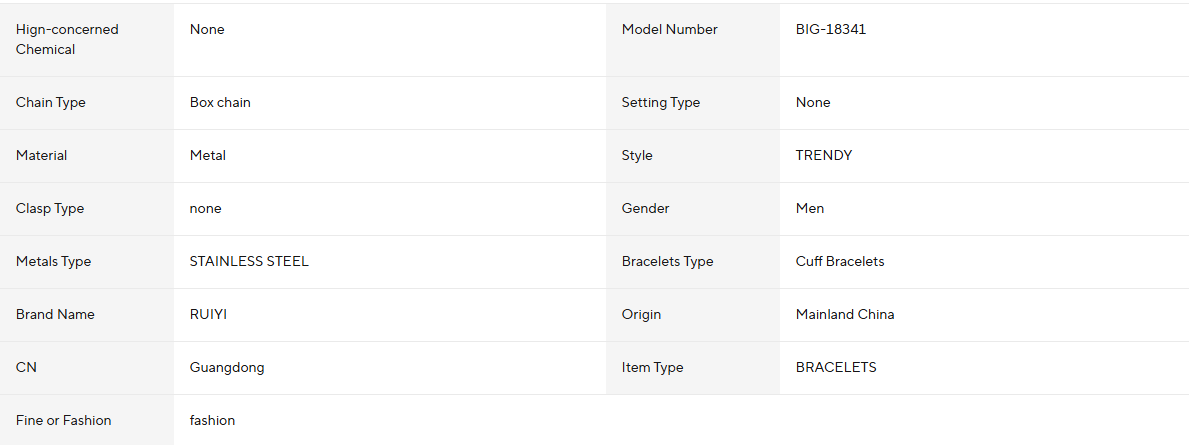 Hign-concerned
Chemical
None
Model Number
BIG-18341
Chain Type
Box chain
Setting Type
None
Material
Metal
Style
TRENDY
Clasp Type
none
Gender
Men
Metals Type
STAINLESS STEEL
Bracelets Type
Cuff Bracelets
Brand Name
RUIYI
Origin
Mainland China
CN
Guangdong
Item Type
BRACELETS
Fine or Fashion
fashion